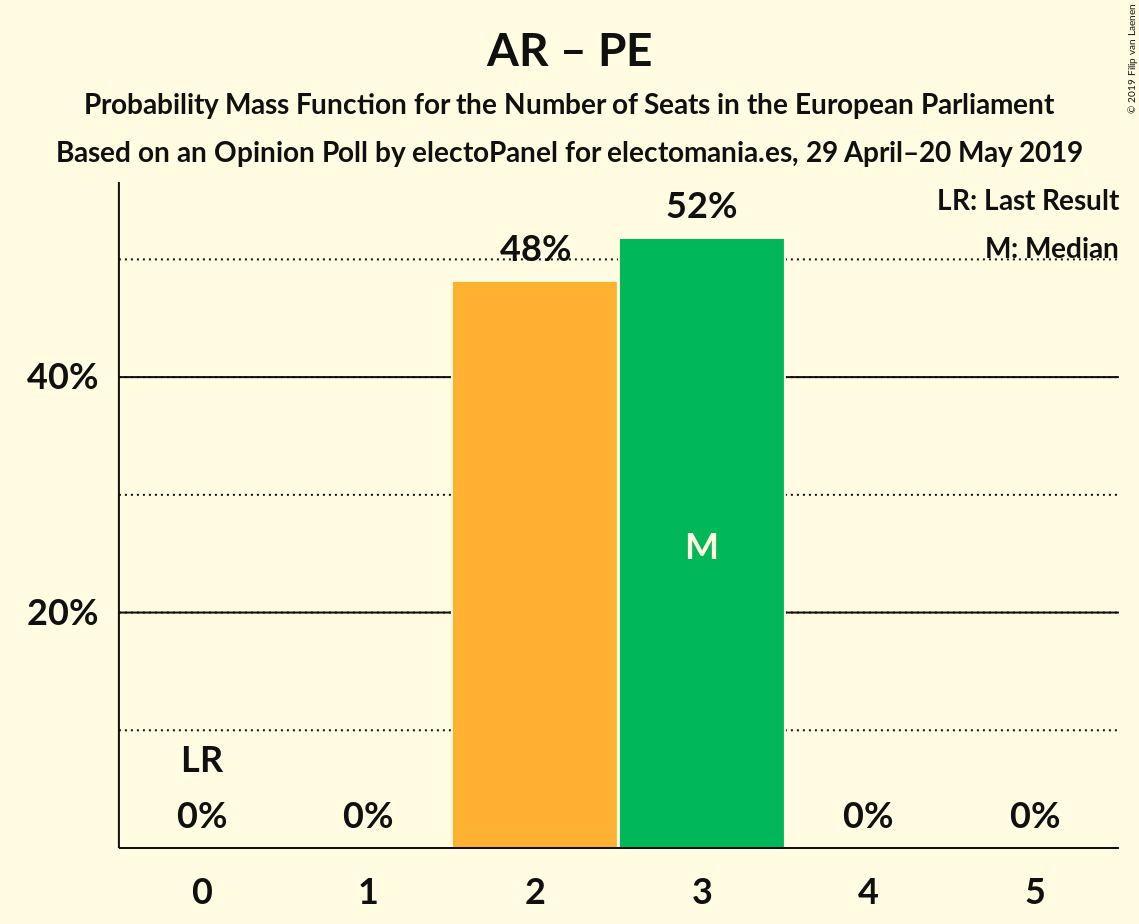 AR – PE
Probability Mass Function for the Number of Seats in the European Parliament
Based on an Opinion Poll by electoPanel for electomania.es, 29 April–20 May 2019
© 2019 Filip van Laenen
LR: Last Result
M: Median
52%
48%
40%
M
20%
LR
0% 0% 0% 0%
0 1 2 3 4 5